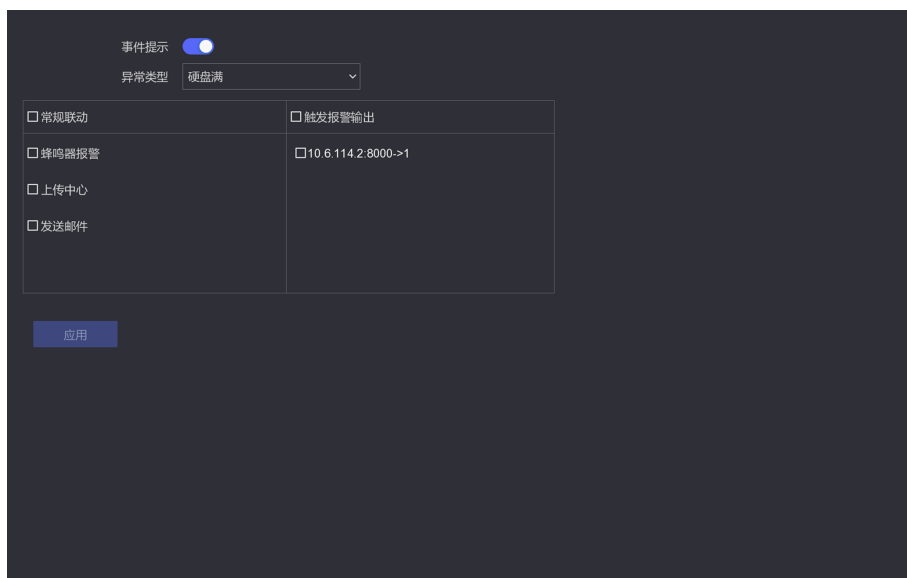 事件提示
异常类型 硬盘满
常规联动 触发报警输出
蜂鸣器报警 10.6.114.2:8000->1
上传中心
发送邮件
应用